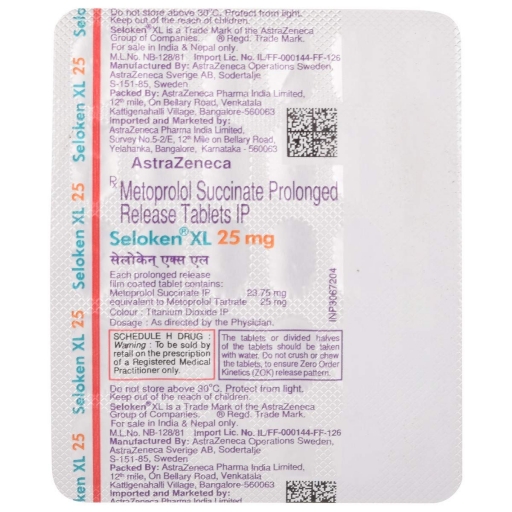 Do not store above 30°C. Protect from light.
Keep out of the reach of children.
Seloken® XL is a Trade Mark of the AstraZeneca
Group of Companies. ® Regd. Trade Mark.
For sale in India & Nepal only.
M.L.No. NB-128/81 Import Lic. No. IL/FF-000144-FF-126
Manufactured By: AstraZeneca Operations Sweden,
AstraZeneca Sverige AB, Sodertalje
S-151-85, Sweden
Packed By: AstraZeneca Pharma India Limited,
12th mile, On Bellary Road, Venkatala
Kattigenahalli Village, Bangalore-560063
Imported and Marketed by:
AstraZeneca Pharma India Limited,
Survey No.5-2/E, 12th Mile on Bellary Road,
Yelahanka, Bangalore, Karnataka - 560063
AstraZeneca
Rx Metoprolol Succinate Prolonged
Release Tablets IP
Seloken® XL 25 mg
सेलोकेन् एक्स एल
Each prolonged release
film coated tablet contains:
Metoprolol Succinate IP 23.75 mg
equivalent to Metoprolol Tartrate 25 mg
Colour : Titanium Dioxide IP
Dosage : As directed by the Physician.
INP3067204
SCHEDULE H DRUG :
Warning : To be sold by
retail on the prescription
of a Registered Medical
Practitioner only.
The tablets or divided halves
of the tablets should be taken
with water. Do not crush or chew
the tablets, to ensure Zero Order
Kinetics (ZOK) release pattern.
Do not store above 30°C. Protect from light.
Keep out of the reach of children.
Seloken® XL is a Trade Mark of the AstraZeneca
Group of Companies. ® Regd. Trade Mark.
For sale in India & Nepal only.
M.L.No. NB-128/81 Import Lic. No. IL/FF-000144-FF-126
Manufactured By: AstraZeneca Operations Sweden,
AstraZeneca Sverige AB, Sodertalje
S-151-85, Sweden
Packed By: AstraZeneca Pharma India Limited,
12th mile, On Bellary Road, Venkatala
Kattigenahalli Village, Bangalore-560063
Imported and Marketed by:
AstraZeneca Pharma India Limited
Seloken XL 25
Seloken XL 25
Seloken XL 25
Seloken XL 25
Seloken XL 25